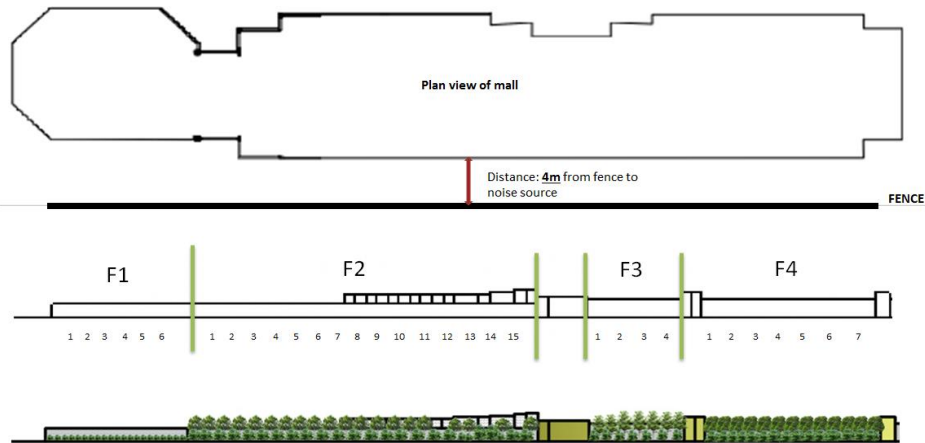 Plan view of mall
Distance: 4m from fence to
noise source
FENCE
F1
F2
F3
F4
1 2 3 4 5 6
1 2 3 4 5 6 7 8 9 10 11 12 13 14 15
1 2 3 4
1 2 3 4 5 6 7